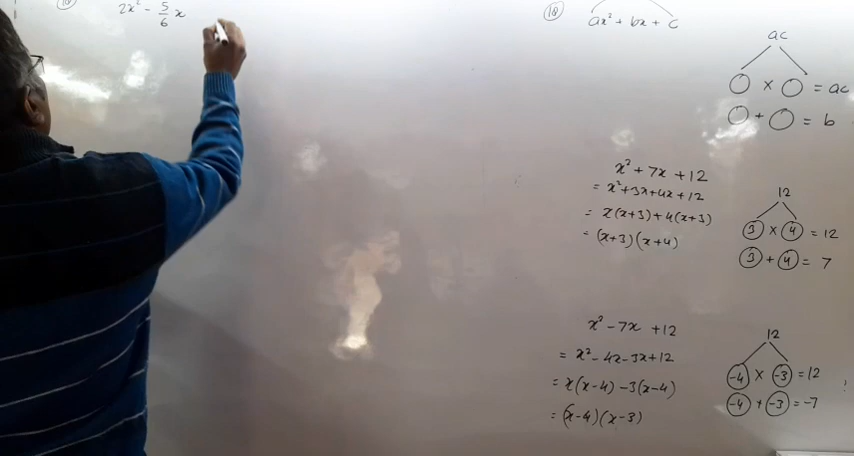 2x² - 5/6 x
(10) ax² + bx + c
ac
○ × ○ = ac
○ + ○ = b
x² + 7x + 12
= x² + 3x + 4x + 12
= x(x+3) + 4(x+3)
= (x+3)(x+4)
12
3 × 4 = 12
3 + 4 = 7
x² - 7x + 12
= x² - 4x - 3x + 12
= x(x-4) - 3(x-4)
= (x-4)(x-3)
12
-4 × -3 = 12
-4 + -3 = -7